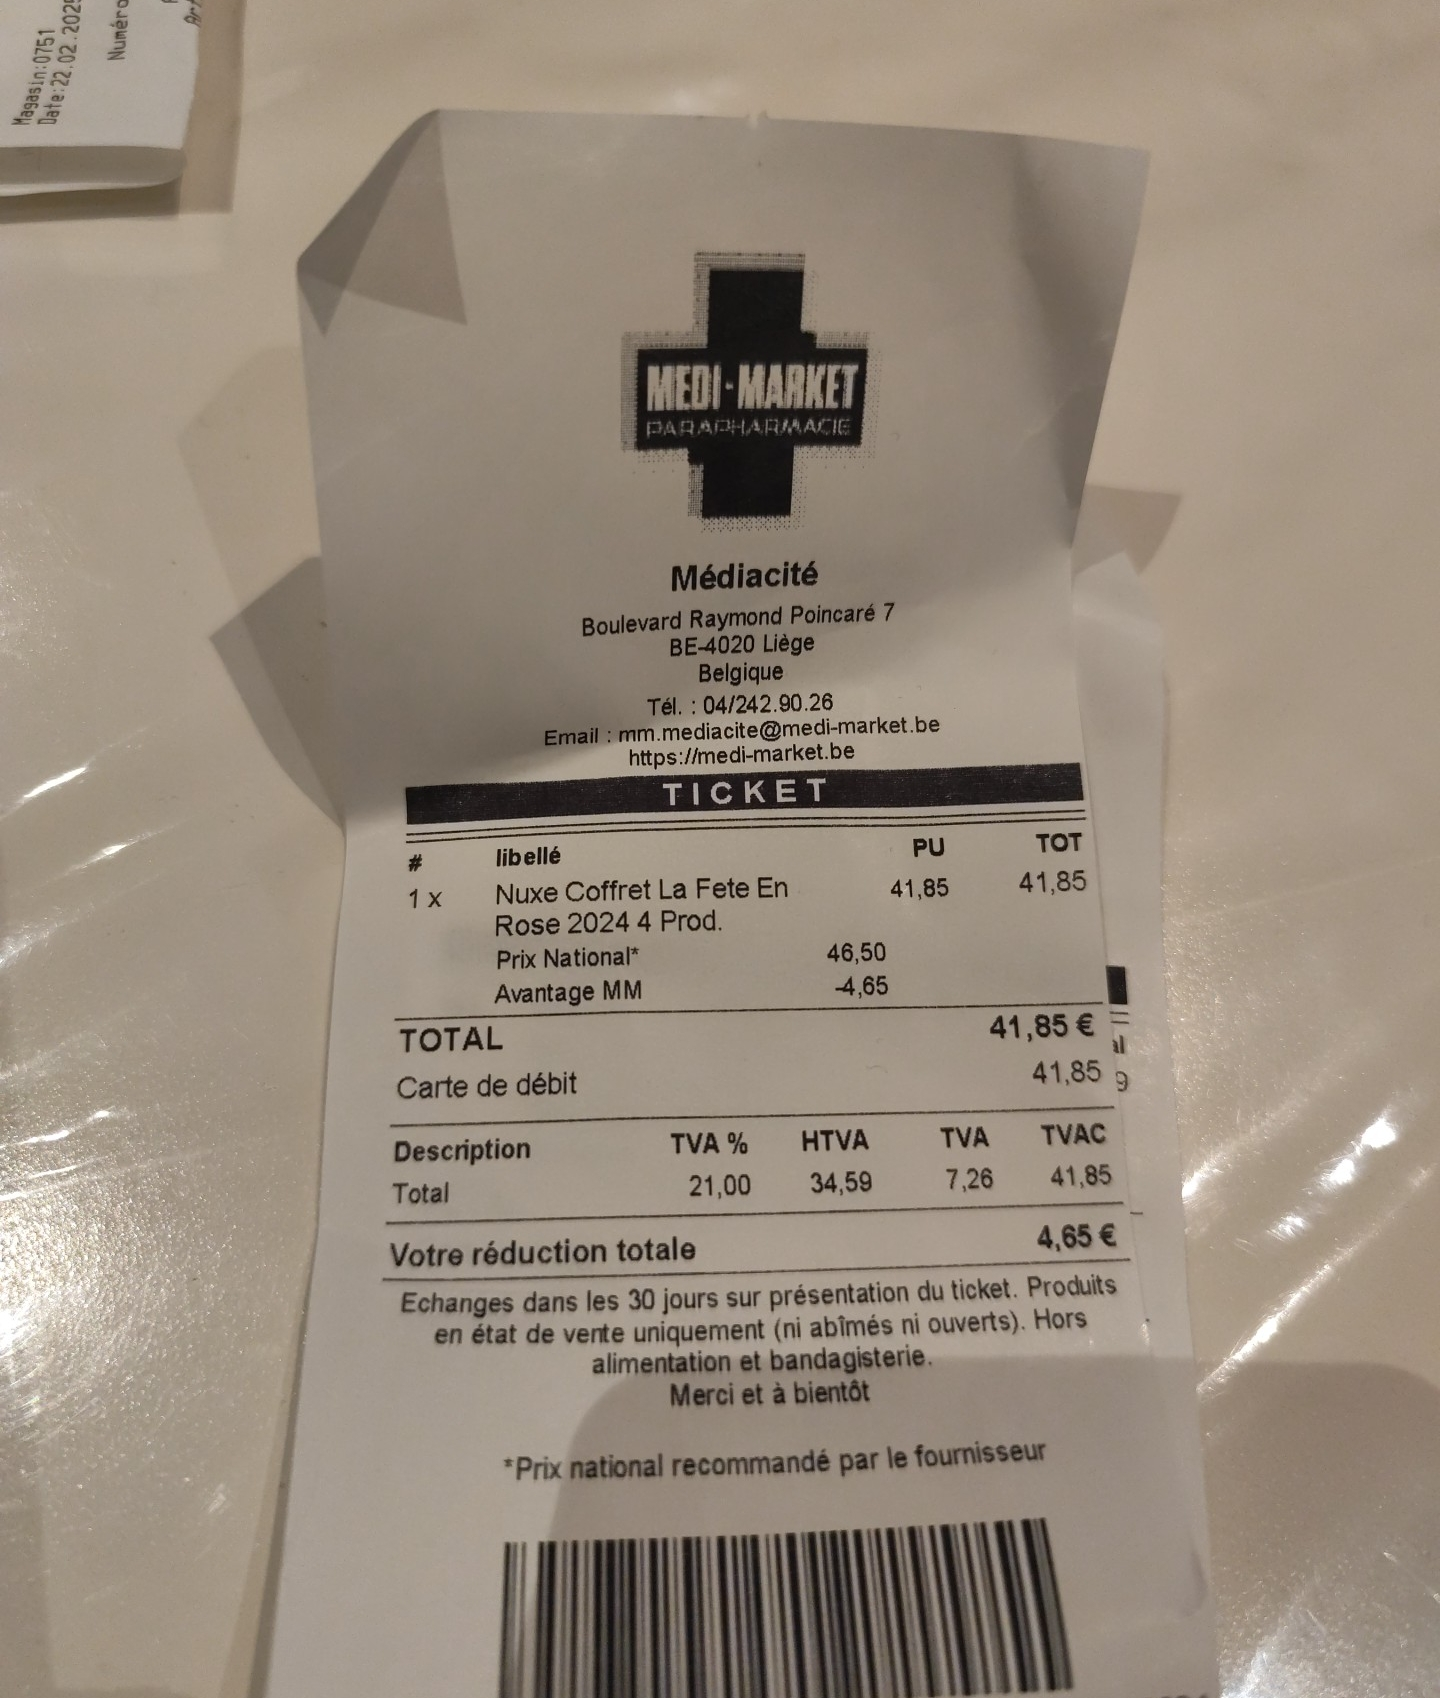 Magasin:0751
Date:22.02.202
Numéro
MEDI-MARKET
PARAPHARMACIE
Médiacité
Boulevard Raymond Poincaré 7
BE-4020 Liège
Belgique
Tél. : 04/242.90.26
Email : mm.mediacite@medi-market.be
https://medi-market.be
TICKET
# libellé PU TOT
1 x Nuxe Coffret La Fete En 41,85 41,85
Rose 2024 4 Prod.
Prix National* 46,50
Avantage MM -4,65
TOTAL 41,85 €
Carte de débit 41,85
Description TVA % HTVA TVA TVAC
Total 21,00 34,59 7,26 41,85
Votre réduction totale 4,65 €
Echanges dans les 30 jours sur présentation du ticket. Produits
en état de vente uniquement (ni abîmés ni ouverts). Hors
alimentation et bandagisterie.
Merci et à bientôt
*Prix national recommandé par le fournisseur